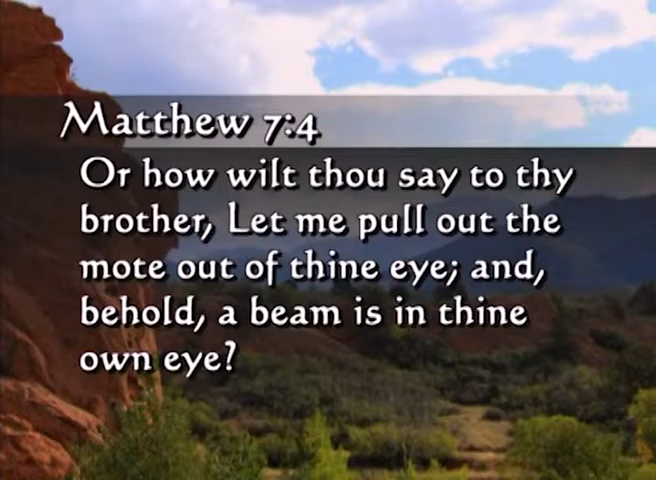 Matthew 7:4
Or how wilt thou say to thy
brother, Let me pull out the
mote out of thine eye; and,
behold, a beam is in thine
own eye?